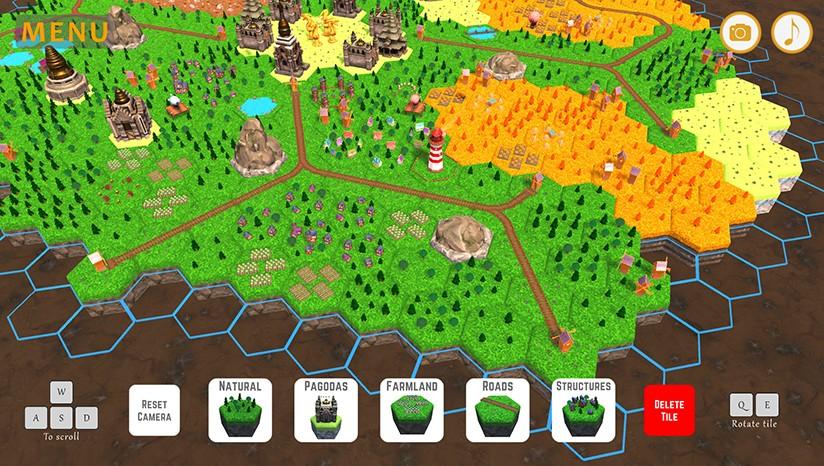 MENU
NATURAL
PAGODAS
FARMLAND
ROADS
STRUCTURES
W
A S D
To scroll
RESET
CAMERA
DELETE
TILE
Q E
Rotate tile